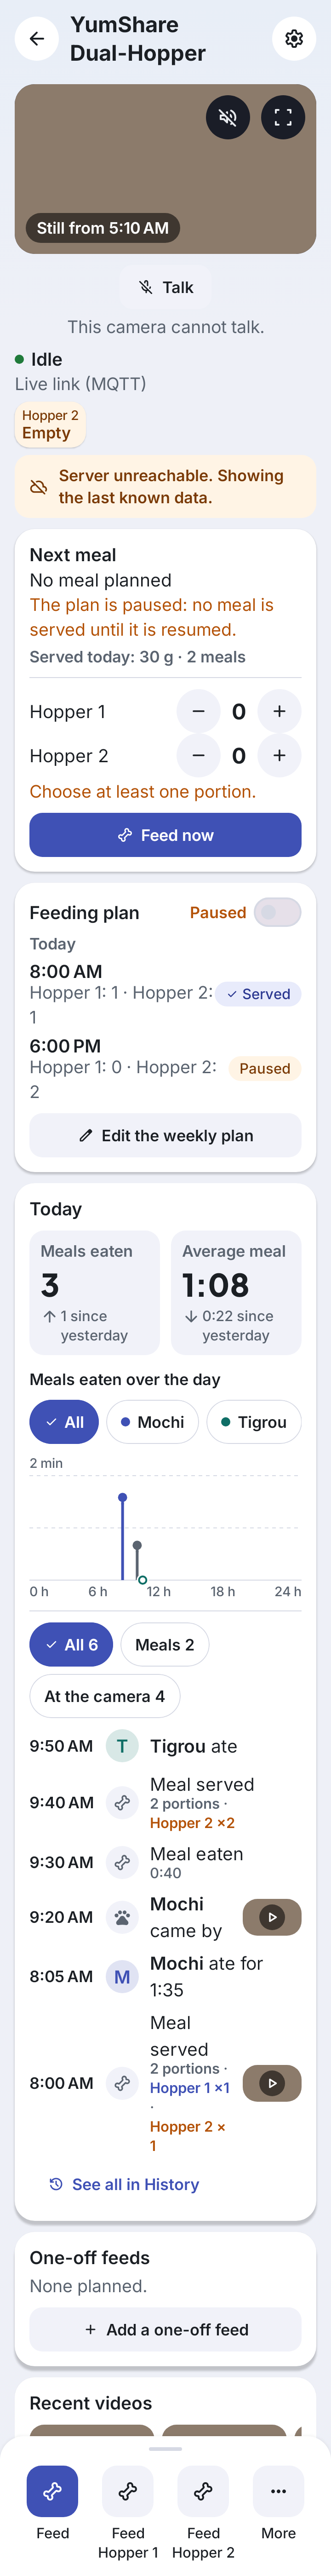 YumShare
Dual-Hopper
Still from 5:10 AM
Talk
This camera cannot talk.
Idle
Live link (MQTT)
Hopper 2
Empty
Server unreachable. Showing
the last known data.
Next meal
No meal planned
The plan is paused: no meal is
served until it is resumed.
Served today: 30 g · 2 meals
Hopper 1
− 0 +
Hopper 2
− 0 +
Choose at least one portion.
Feed now
Feeding plan
Paused
Today
8:00 AM
Hopper 1: 1 · Hopper 2:
1
Served
6:00 PM
Hopper 1: 0 · Hopper 2:
2
Paused
Edit the weekly plan
Today
Meals eaten
3
1 since
yesterday
Average meal
1:08
0:22 since
yesterday
Meals eaten over the day
All
Mochi
Tigrou
2 min
0 h 6 h 12 h 18 h 24 h
All 6
Meals 2
At the camera 4
9:50 AM
T
Tigrou ate
9:40 AM
Meal served
2 portions ·
Hopper 2 ×2
9:30 AM
Meal eaten
0:40
9:20 AM
Mochi
came by
8:05 AM
M
Mochi ate for
1:35
8:00 AM
Meal
served
2 portions ·
Hopper 1 ×1
·
Hopper 2 ×
1
See all in History
One-off feeds
None planned.
+ Add a one-off feed
Recent videos
Feed
Feed
Hopper 1
Feed
Hopper 2
More